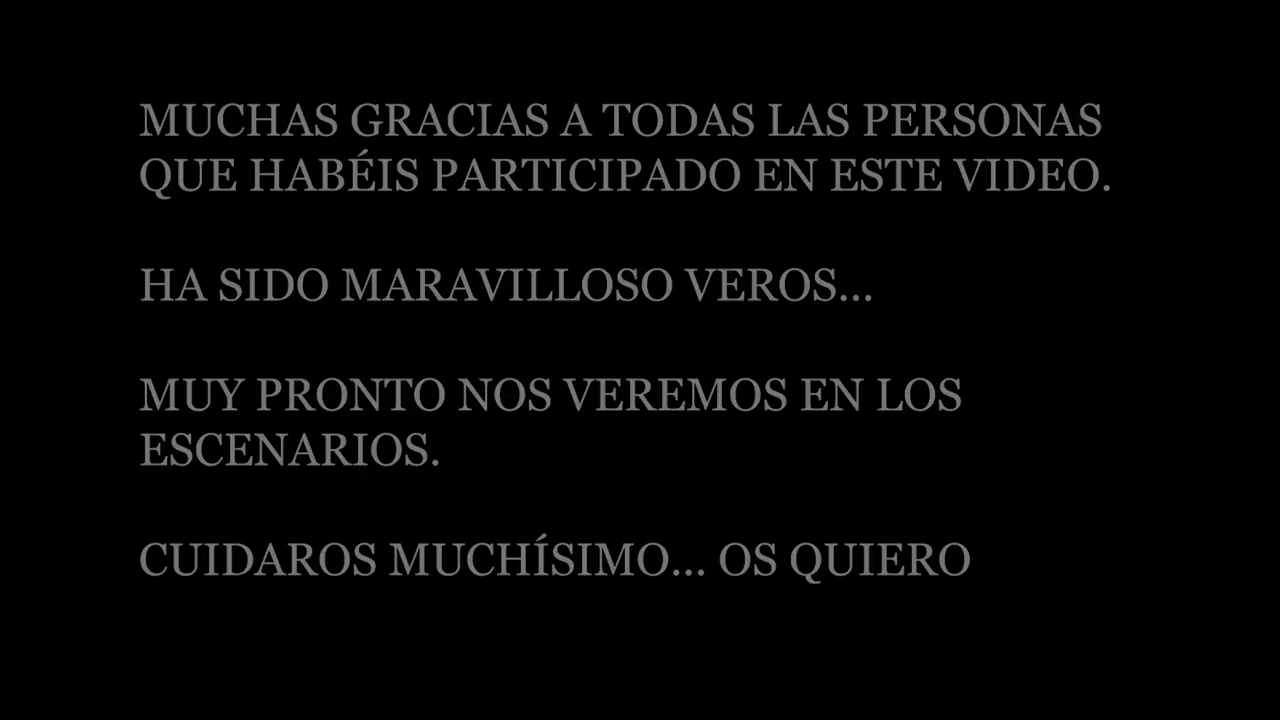 MUCHAS GRACIAS A TODAS LAS PERSONAS
QUE HABÉIS PARTICIPADO EN ESTE VIDEO.
HA SIDO MARAVILLOSO VEROS...
MUY PRONTO NOS VEREMOS EN LOS
ESCENARIOS.
CUIDAROS MUCHÍSIMO... OS QUIERO